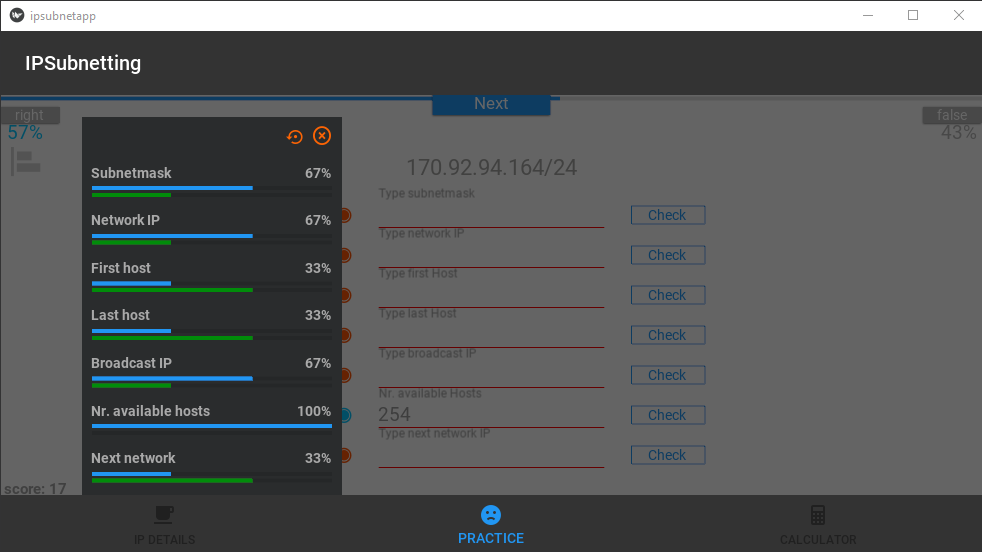 ipsubnetapp
IPSubnetting
Next
right
57%
false
43%
170.92.94.164/24
Subnetmask 67%
Network IP 67%
First host 33%
Last host 33%
Broadcast IP 67%
Nr. available hosts 100%
Next network 33%
Type subnetmask
Check
Type network IP
Check
Type first Host
Check
Type last Host
Check
Type broadcast IP
Check
Nr. available Hosts
254
Check
Type next network IP
Check
score: 17
IP DETAILS
PRACTICE
CALCULATOR